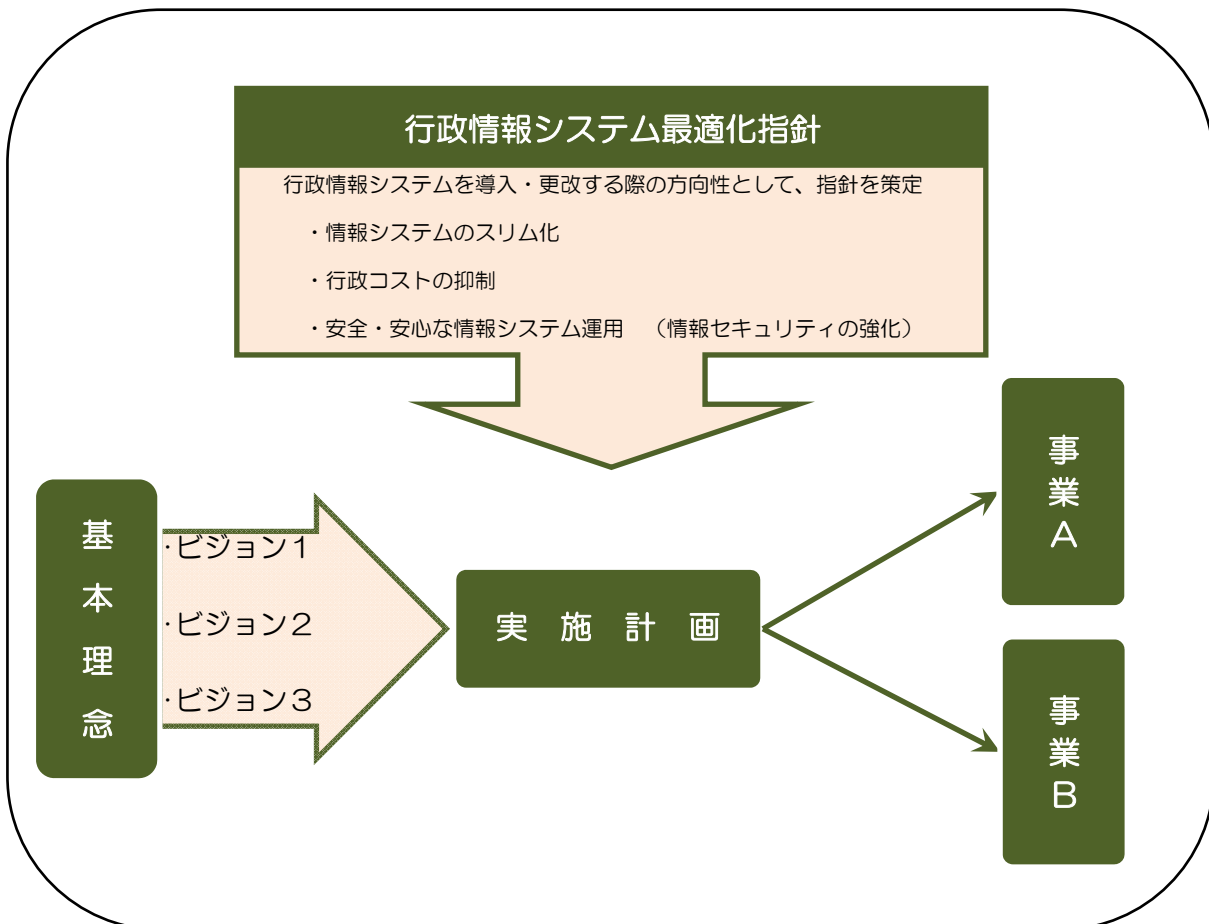 行政情報システム最適化指針
行政情報システムを導入・更改する際の方向性として、指針を策定
・情報システムのスリム化
・行政コストの抑制
・安全・安心な情報システム運用　（情報セキュリティの強化）
基本理念
・ビジョン１
・ビジョン２
・ビジョン３
実　施　計　画
事業Ａ
事業Ｂ